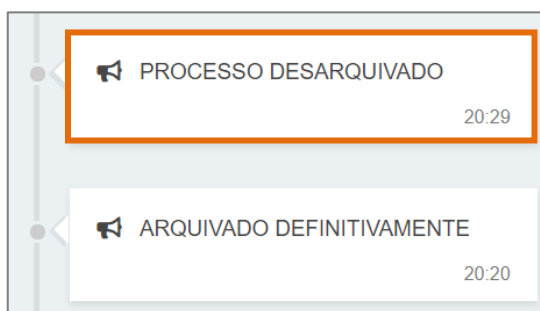 PROCESSO DESARQUIVADO
20:29
ARQUIVADO DEFINITIVAMENTE
20:20